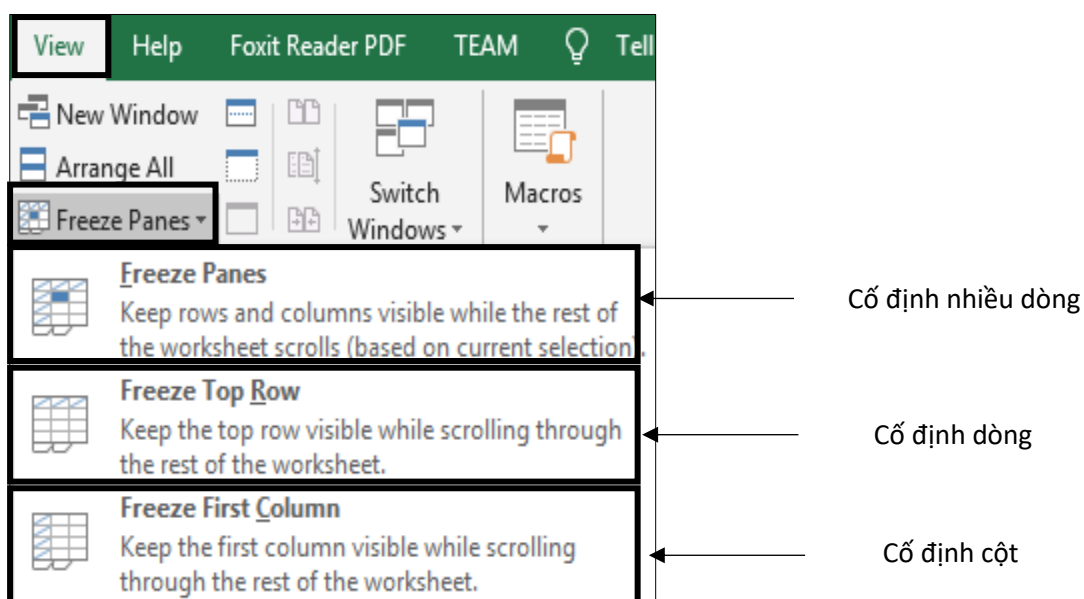 View Help Foxit Reader PDF TEAM Tell
New Window
Arrange All
Freeze Panes
Switch
Windows
Macros
Freeze Panes
Keep rows and columns visible while the rest of
the worksheet scrolls (based on current selection).
Cố định nhiều dòng
Freeze Top Row
Keep the top row visible while scrolling through
the rest of the worksheet.
Cố định dòng
Freeze First Column
Keep the first column visible while scrolling
through the rest of the worksheet.
Cố định cột